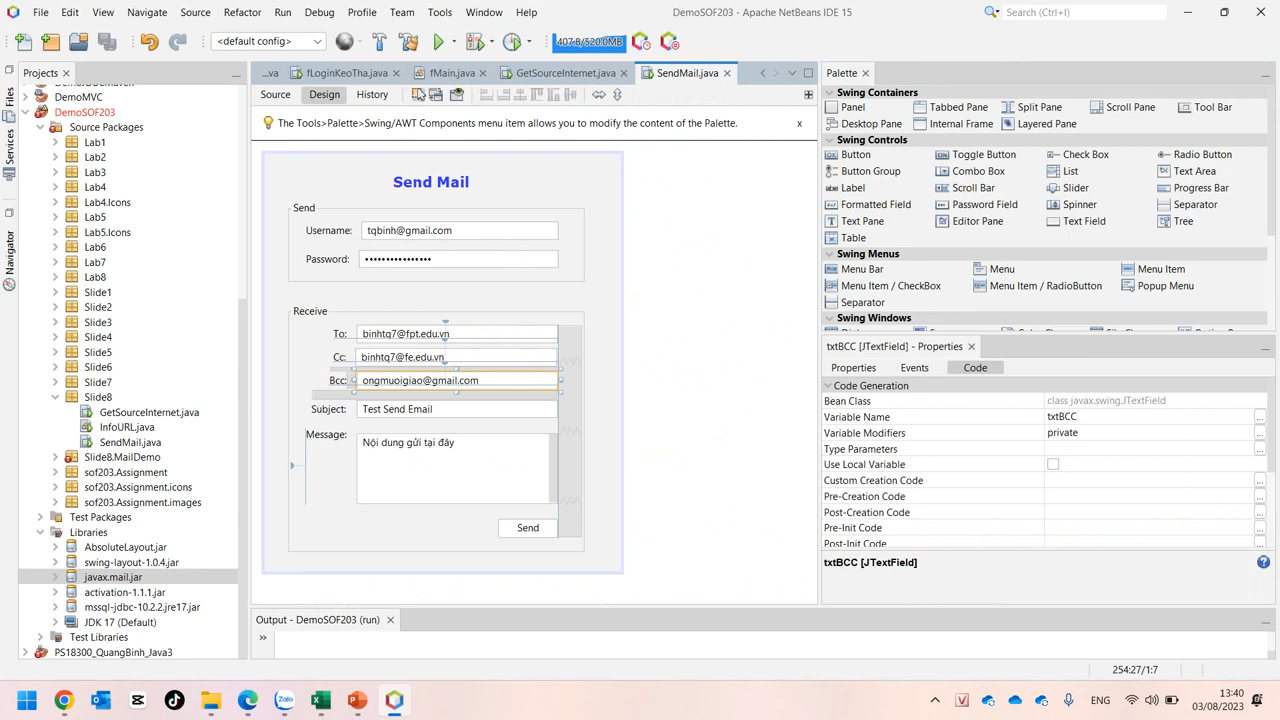 File Edit View Navigate Source Refactor Run Debug Profile Team Tools Window Help
DemoSOF203 - Apache NetBeans IDE 15
Search (Ctrl+I)
<default config>
407.8/520.0MB
Projects
...va fLoginKeoTha.java fMain.java GetSourceInternet.java SendMail.java
Palette
Source Design History
The Tools>Palette>Swing/AWT Components menu item allows you to modify the content of the Palette. x
Files
Services
Navigator
DemoMVC
DemoSOF203
Source Packages
Lab1
Lab2
Lab3
Lab4
Lab4.Icons
Lab5
Lab5.Icons
Lab6
Lab7
Lab8
Slide1
Slide2
Slide3
Slide4
Slide5
Slide6
Slide7
Slide8
GetSourceInternet.java
InfoURL.java
SendMail.java
Slide8.MailDemo
sof203.Assignment
sof203.Assignment.icons
sof203.Assignment.images
Test Packages
Libraries
AbsoluteLayout.jar
swing-layout-1.0.4.jar
javax.mail.jar
activation-1.1.1.jar
mssql-jdbc-10.2.2.jre17.jar
JDK 17 (Default)
Test Libraries
PS18300_QuangBinh_Java3
Send Mail
Send
Username: tqbinh@gmail.com
Password: ••••••••••••••••
Receive
To: binhtq7@fpt.edu.vn
Cc: binhtq7@fe.edu.vn
Bcc: ongmuoigiao@gmail.com
Subject: Test Send Email
Message: Nội dung gửi tại đây
Send
Output - DemoSOF203 (run)
Swing Containers
Panel Tabbed Pane Split Pane Scroll Pane Tool Bar
Desktop Pane Internal Frame Layered Pane
Swing Controls
Button Toggle Button Check Box Radio Button
Button Group Combo Box List Text Area
Label Scroll Bar Slider Progress Bar
Formatted Field Password Field Spinner Separator
Text Pane Editor Pane Text Field Tree
Table
Swing Menus
Menu Bar Menu Menu Item
Menu Item / CheckBox Menu Item / RadioButton Popup Menu
Separator
Swing Windows
txtBCC [JTextField] - Properties
Properties Events Code
Code Generation
Bean Class class javax.swing.JTextField
Variable Name txtBCC ...
Variable Modifiers private ...
Type Parameters ...
Use Local Variable
Custom Creation Code ...
Pre-Creation Code ...
Post-Creation Code ...
Pre-Init Code ...
Post-Init Code ...
txtBCC [JTextField]
254:27/1:7
Zalo
ENG
13:40
03/08/2023